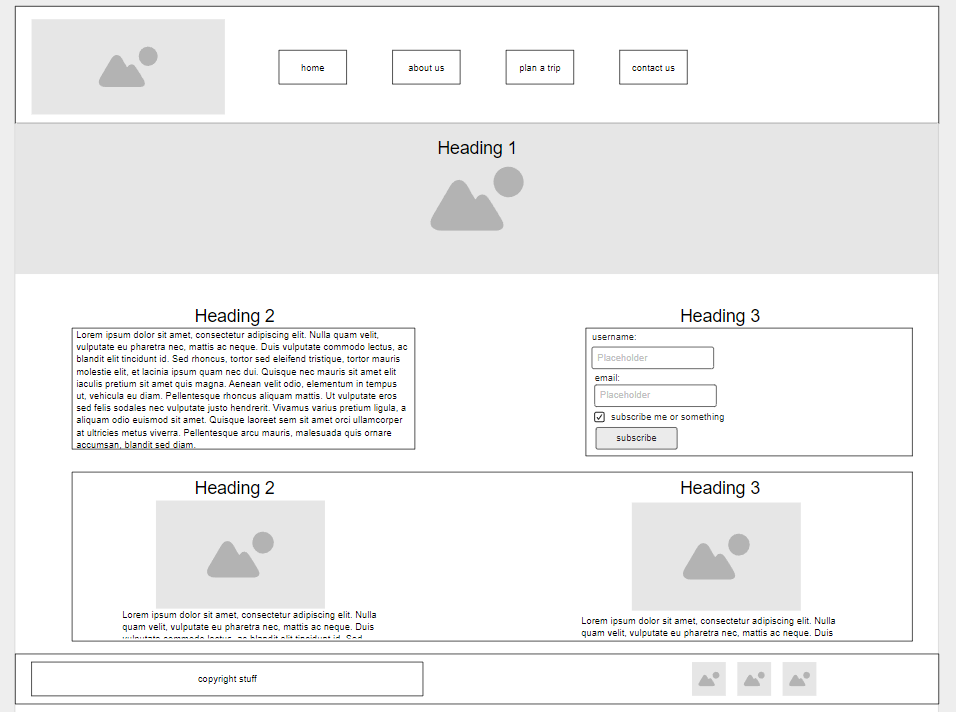 home
about us
plan a trip
contact us
Heading 1
Heading 2
Lorem ipsum dolor sit amet, consectetur adipiscing elit. Nulla quam velit,
vulputate eu pharetra nec, mattis ac neque. Duis vulputate commodo lectus, ac
blandit elit tincidunt id. Sed rhoncus, tortor sed eleifend tristique, tortor mauris
molestie elit, et lacinia ipsum quam nec dui. Quisque nec mauris sit amet elit
iaculis pretium sit amet quis magna. Aenean velit odio, elementum in tempus
ut, vehicula eu diam. Pellentesque rhoncus aliquam mattis. Ut vulputate eros
sed felis sodales nec vulputate justo hendrerit. Vivamus varius pretium ligula, a
aliquam odio euismod sit amet. Quisque laoreet sem sit amet orci ullamcorper
at ultricies metus viverra. Pellentesque arcu mauris, malesuada quis ornare
accumsan, blandit sed diam.
Heading 3
username:
Placeholder
email:
Placeholder
subscribe me or something
subscribe
Heading 2
Lorem ipsum dolor sit amet, consectetur adipiscing elit. Nulla
quam velit, vulputate eu pharetra nec, mattis ac neque. Duis
vulputate commodo lectus, ac blandit elit tincidunt id. Sed
Heading 3
Lorem ipsum dolor sit amet, consectetur adipiscing elit. Nulla
quam velit, vulputate eu pharetra nec, mattis ac neque. Duis
copyright stuff